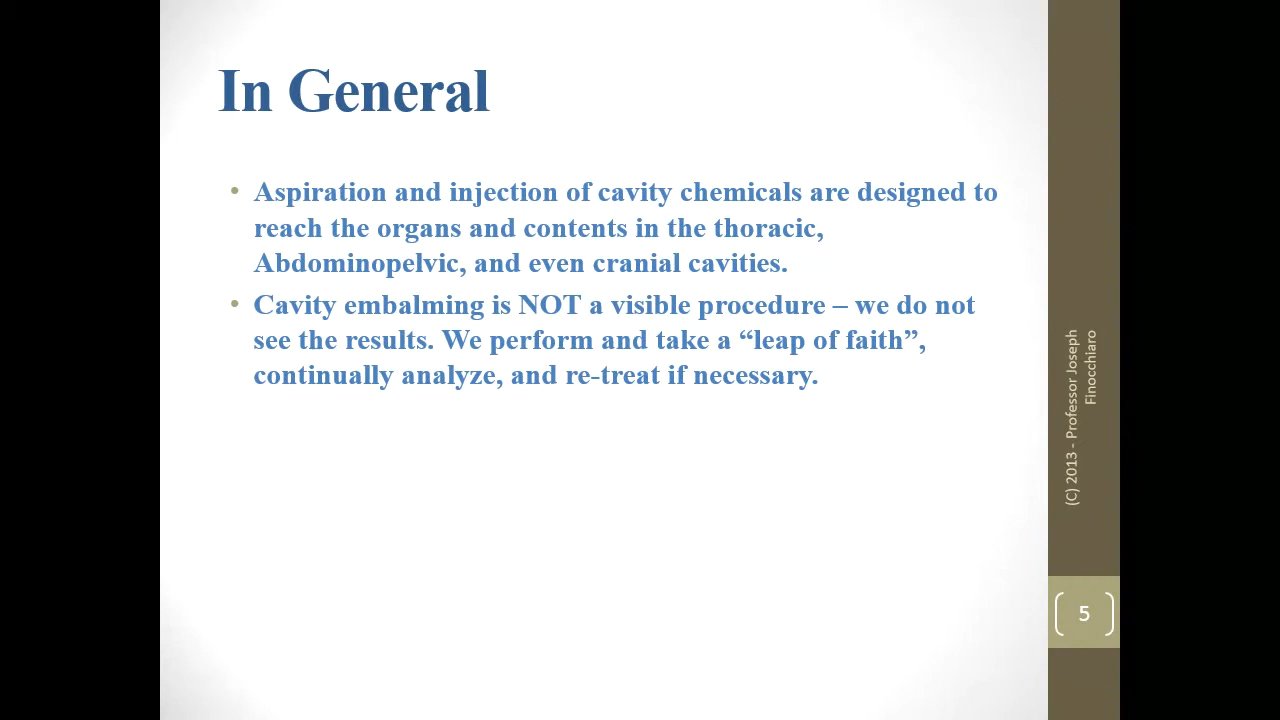 In General
• Aspiration and injection of cavity chemicals are designed to
reach the organs and contents in the thoracic,
Abdominopelvic, and even cranial cavities.
• Cavity embalming is NOT a visible procedure – we do not
see the results. We perform and take a “leap of faith”,
continually analyze, and re-treat if necessary.
(C) 2013 - Professor Joseph
Finocchiaro
5